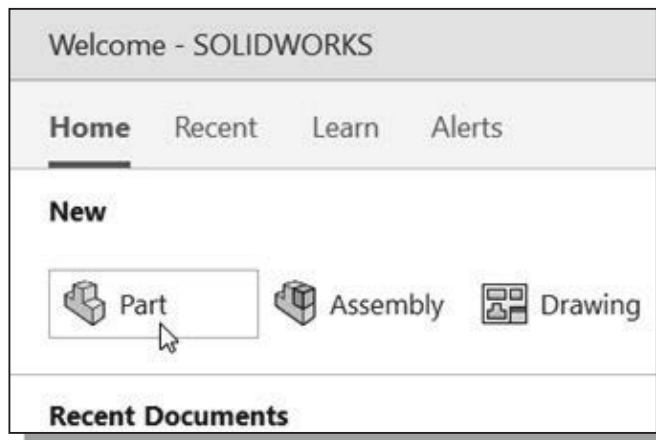 Welcome - SOLIDWORKS
Home Recent Learn Alerts
New
Part Assembly Drawing
Recent Documents